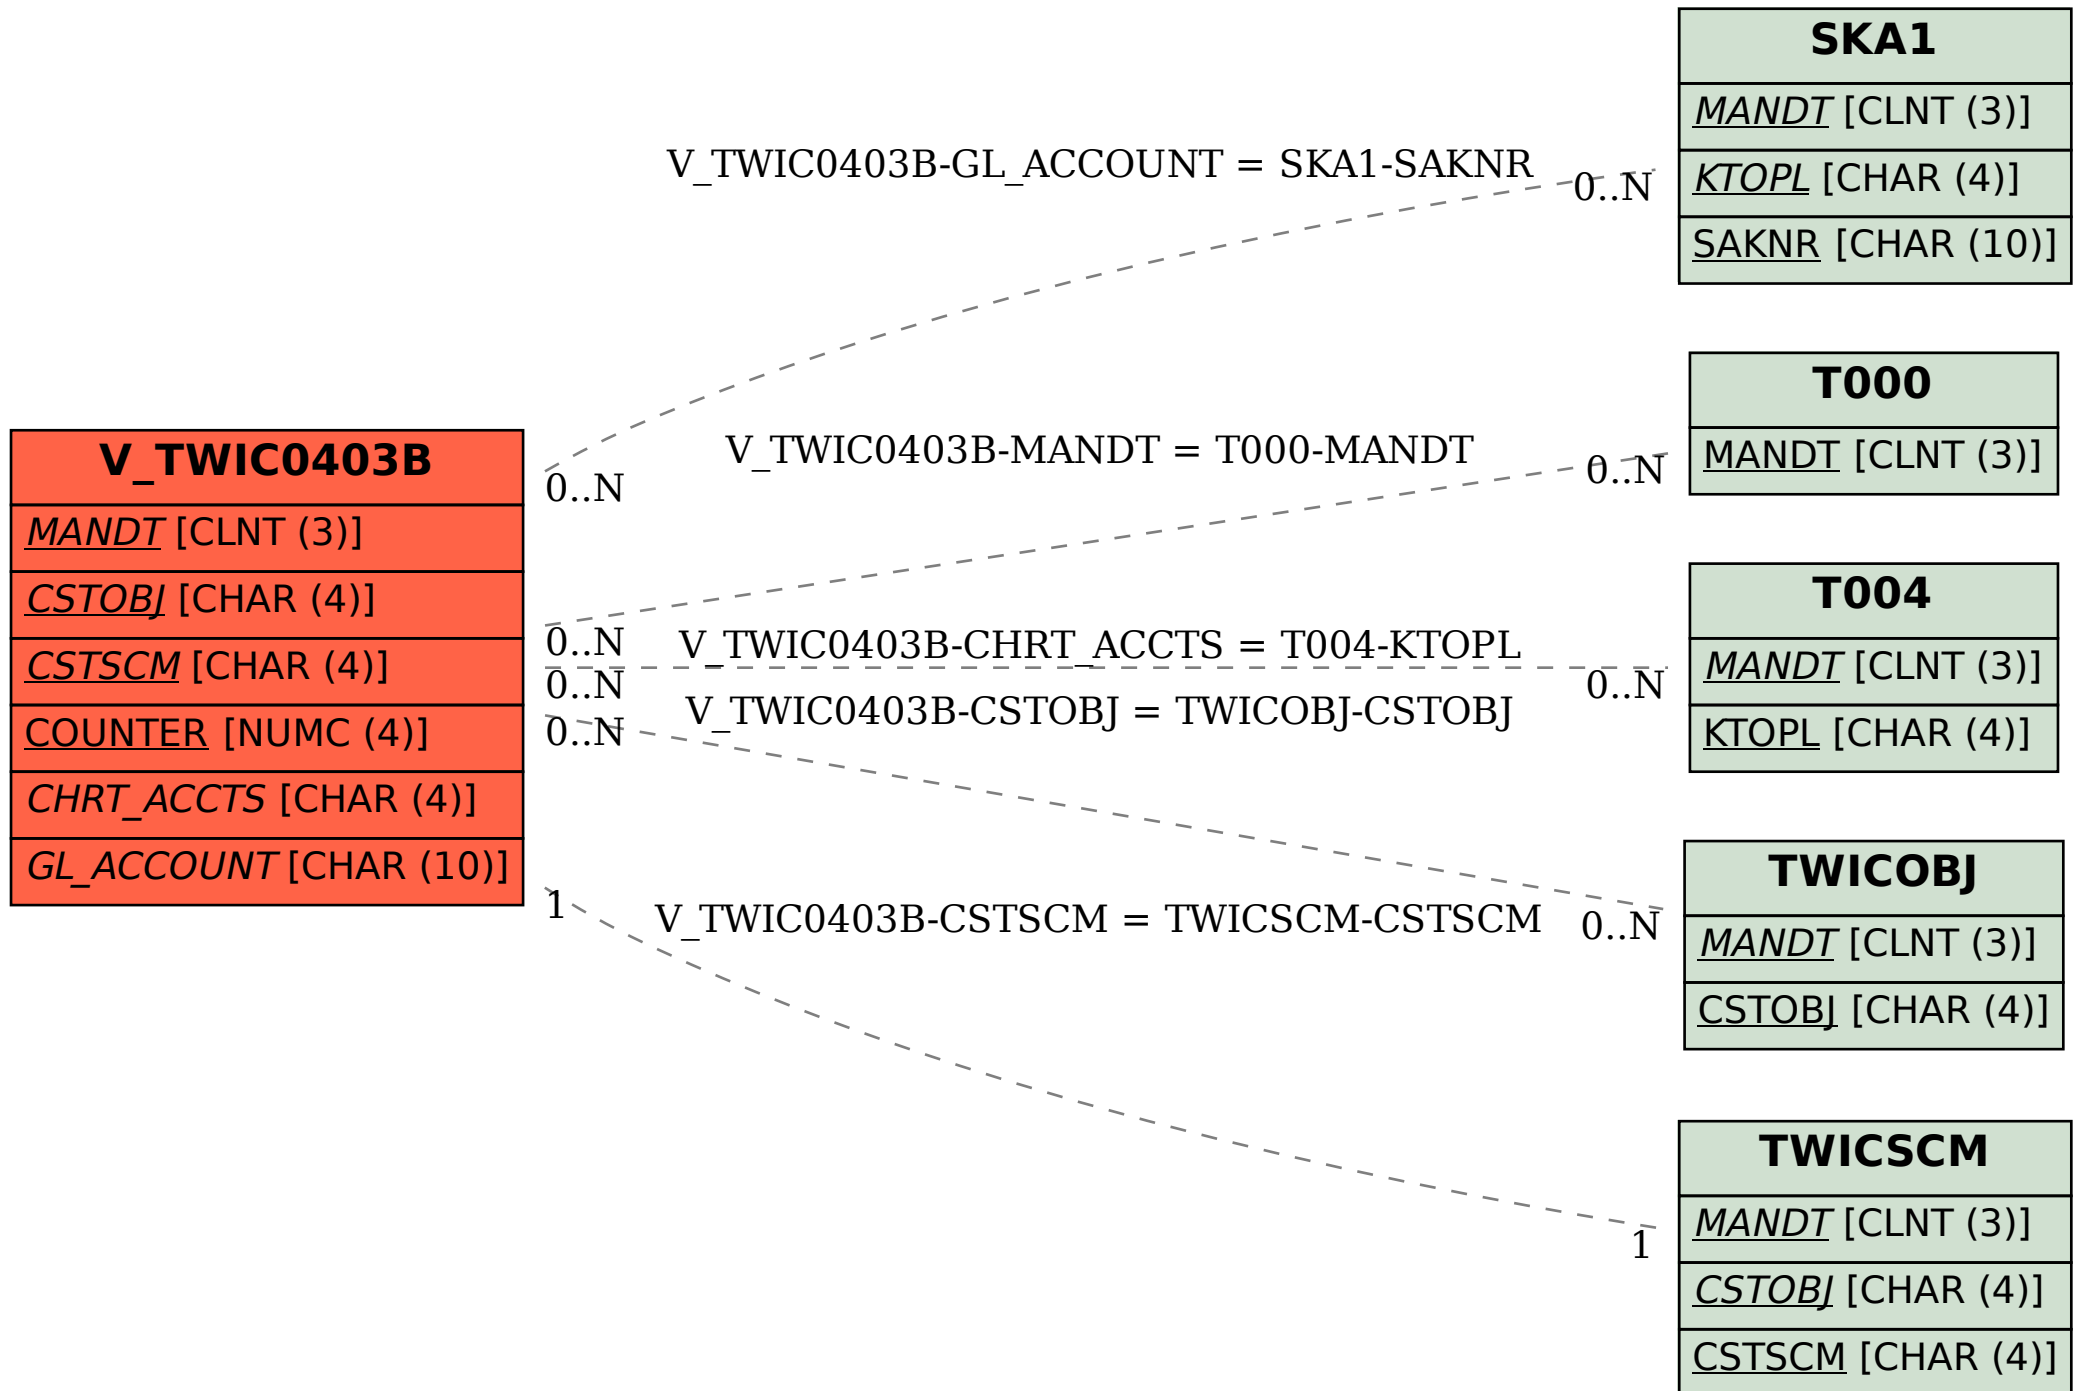 SKA1
MANDT [CLNT (3)]
KTOPL [CHAR (4)]
SAKNR [CHAR (10)]
V_TWIC0403B-GL_ACCOUNT = SKA1-SAKNR
0..N
0..N
T000
MANDT [CLNT (3)]
V_TWIC0403B-MANDT = T000-MANDT
0..N
0..N
V_TWIC0403B
MANDT [CLNT (3)]
CSTOBJ [CHAR (4)]
CSTSCM [CHAR (4)]
COUNTER [NUMC (4)]
CHRT_ACCTS [CHAR (4)]
GL_ACCOUNT [CHAR (10)]
T004
MANDT [CLNT (3)]
KTOPL [CHAR (4)]
V_TWIC0403B-CHRT_ACCTS = T004-KTOPL
0..N
0..N
V_TWIC0403B-CSTOBJ = TWICOBJ-CSTOBJ
0..N
0..N
TWICOBJ
MANDT [CLNT (3)]
CSTOBJ [CHAR (4)]
V_TWIC0403B-CSTSCM = TWICSCM-CSTSCM
1
1
TWICSCM
MANDT [CLNT (3)]
CSTOBJ [CHAR (4)]
CSTSCM [CHAR (4)]